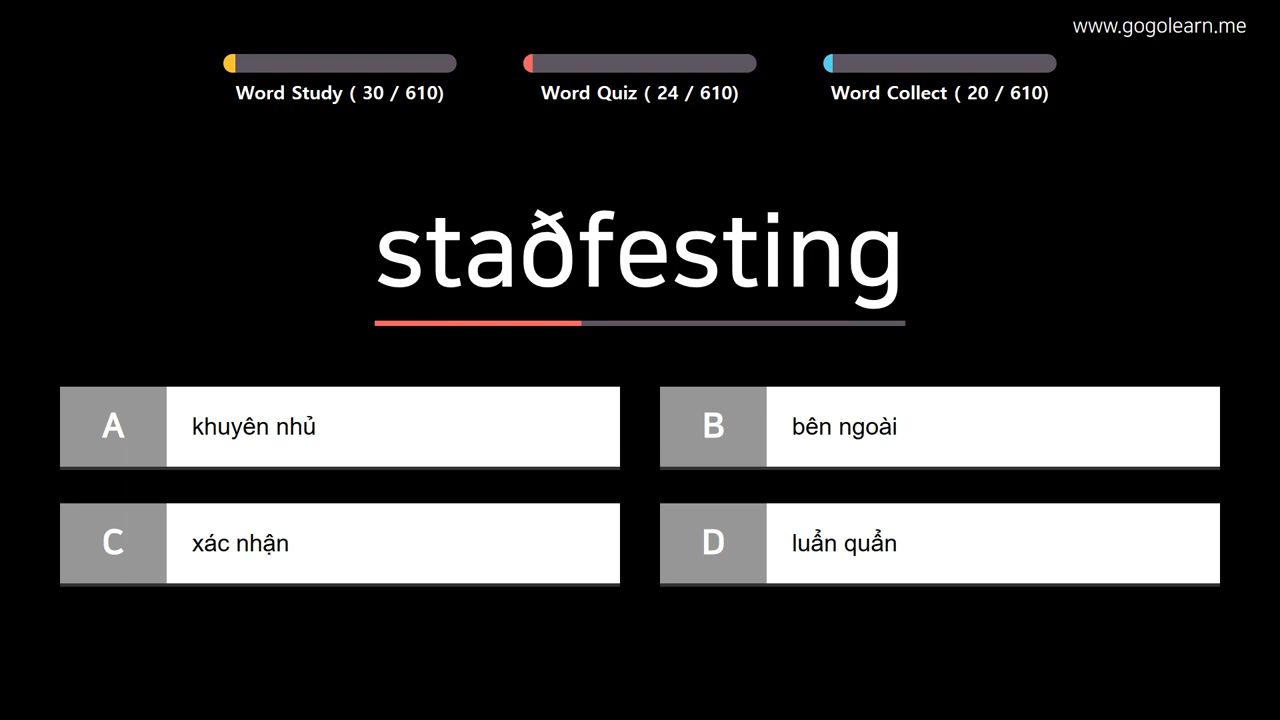 www.gogolearn.me
Word Study ( 30 / 610)
Word Quiz ( 24 / 610)
Word Collect ( 20 / 610)
staðfesting
A khuyên nhủ
B bên ngoài
C xác nhận
D luẩn quẩn